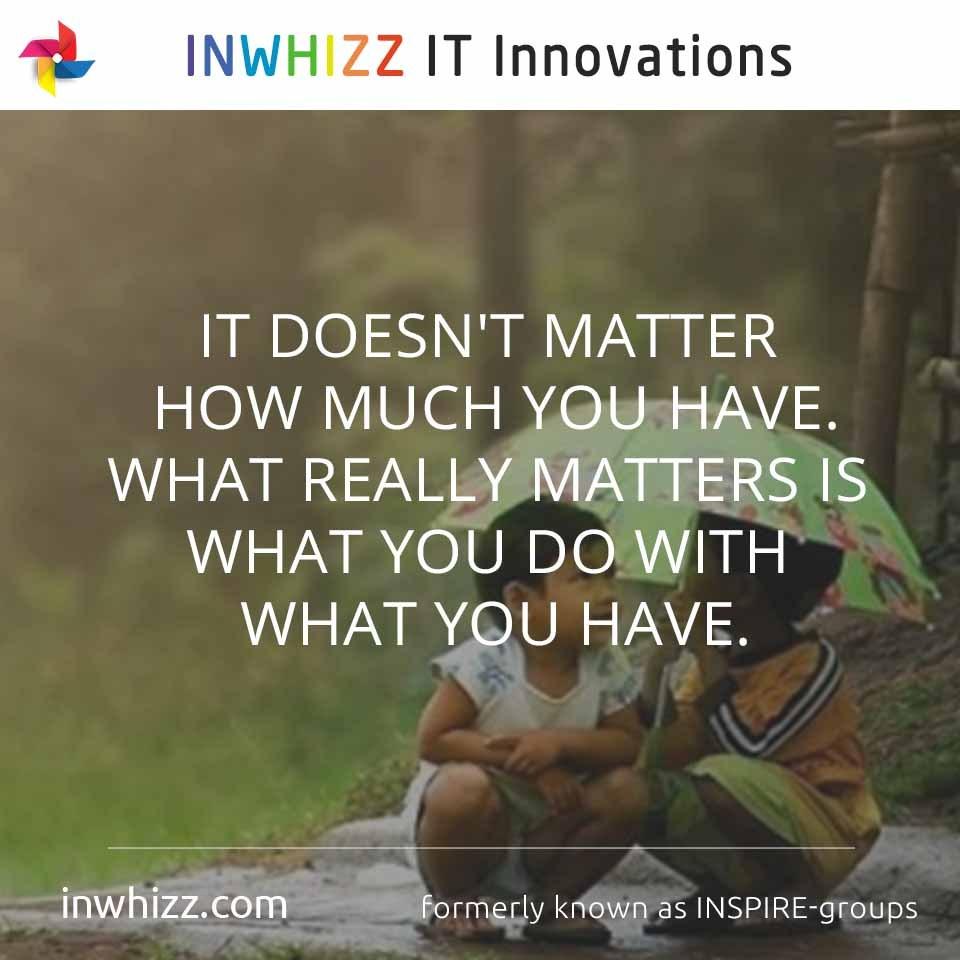 INWHIZZ IT Innovations
IT DOESN'T MATTER
HOW MUCH YOU HAVE.
WHAT REALLY MATTERS IS
WHAT YOU DO WITH
WHAT YOU HAVE.
inwhizz.com
formerly known as INSPIRE-groups